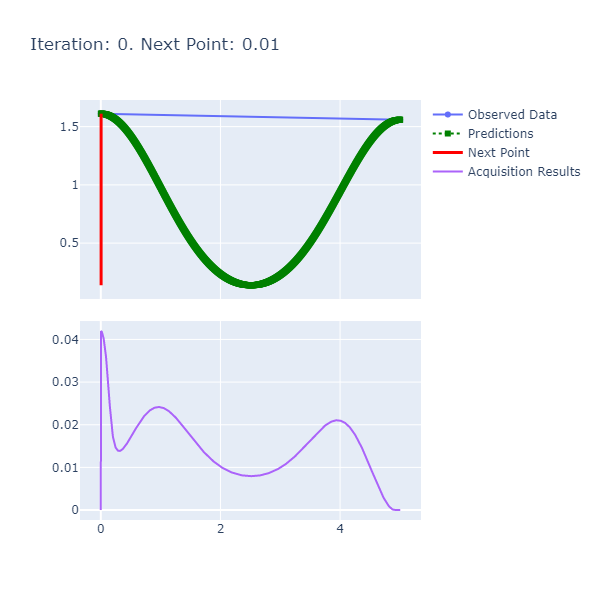 Iteration: 0. Next Point: 0.01
Observed Data
Predictions
Next Point
Acquisition Results
1.5
1
0.5
0.04
0.03
0.02
0.01
0
0
2
4